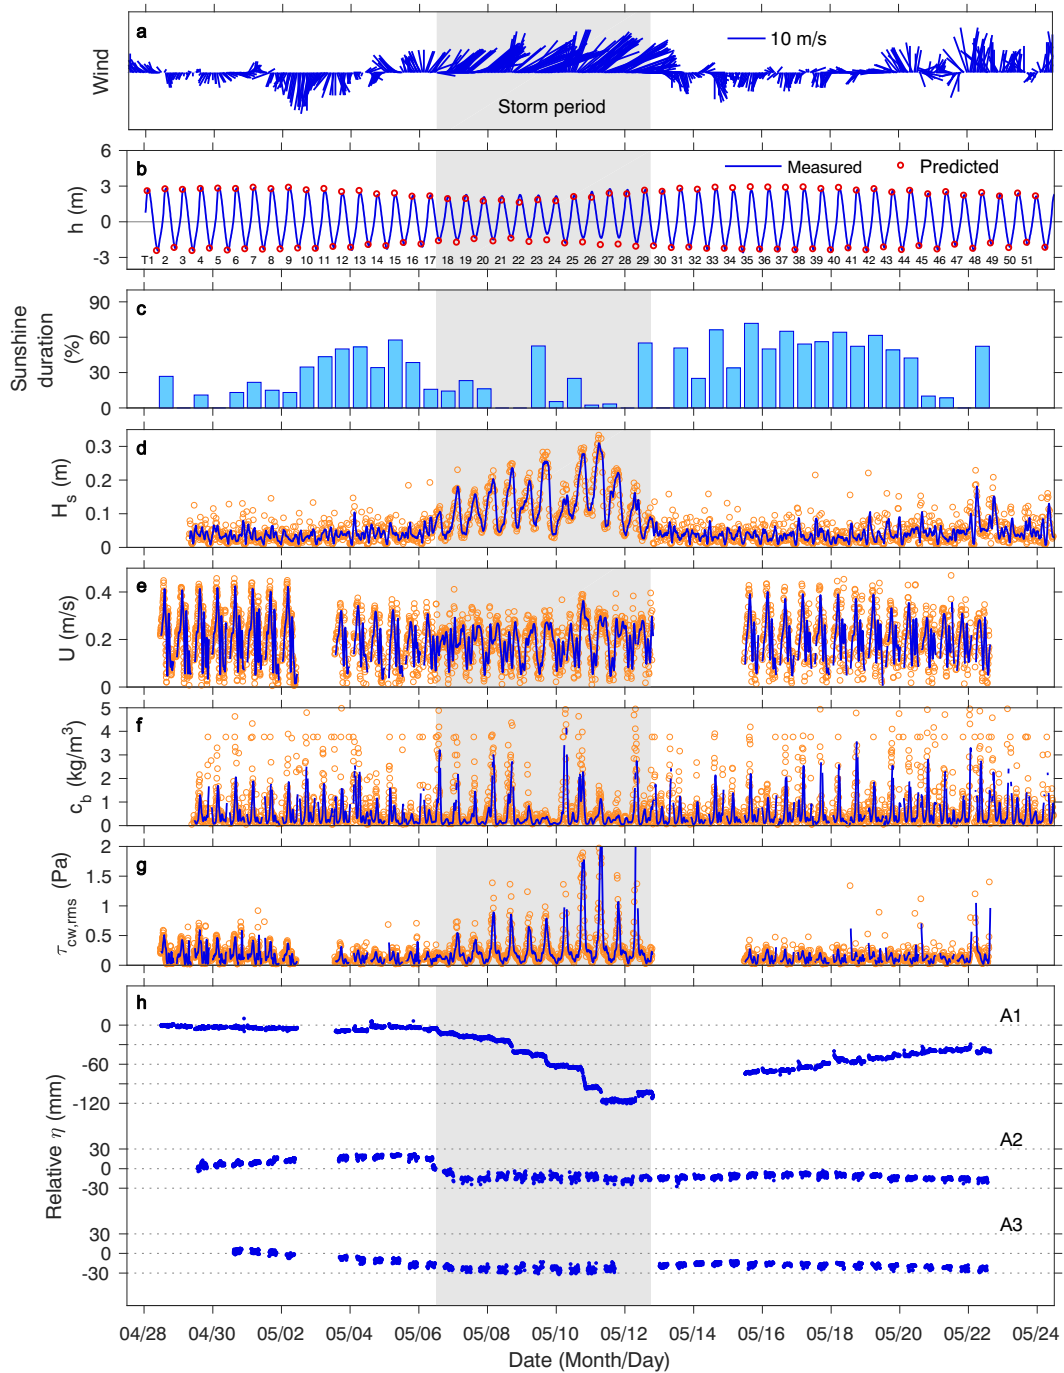 a
10 m/s
Wind
Storm period
b
Measured
Predicted
h (m)
6
3
0
-3
T1 2 3 4 5 6 7 8 9 10 11 12 13 14 15 16 17 18 19 20 21 22 23 24 25 26 27 28 29 30 31 32 33 34 35 36 37 38 39 40 41 42 43 44 45 46 47 48 49 50 51
c
Sunshine
duration
(%)
90
60
30
0
d
H_s (m)
0.3
0.2
0.1
0
e
U (m/s)
0.4
0.2
0
f
c_b (kg/m³)
5
4
3
2
1
0
g
τ_cw,rms (Pa)
2
1.5
1
0.5
0
h
A1
0
-60
-120
Relative η (mm)
A2
30
0
-30
A3
30
0
-30
04/28 04/30 05/02 05/04 05/06 05/08 05/10 05/12 05/14 05/16 05/18 05/20 05/22 05/24
Date (Month/Day)